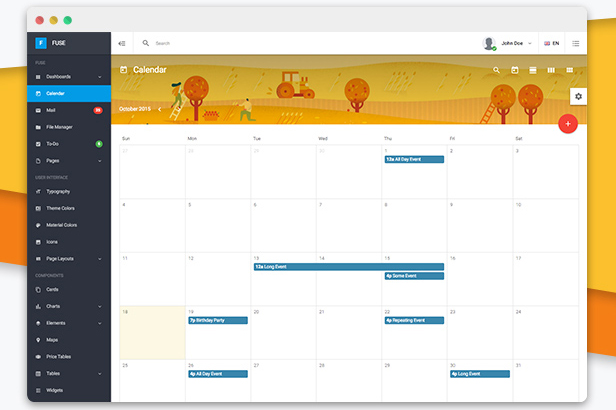 F FUSE
Search
John Doe
EN
FUSE
Dashboards
Calendar
Mail
File Manager
To-Do
Pages
USER INTERFACE
Typography
Theme Colors
Material Colors
Icons
Page Layouts
COMPONENTS
Cards
Charts
Elements
Maps
Price Tables
Tables
Widgets
Calendar
October 2015
Sun Mon Tue Wed Thu Fri Sat
27 28 29 30 1 2 3
12a All Day Event
4 5 6 7 8 9 10
11 12 13 14 15 16 17
12a Long Event
4p Some Event
18 19 20 21 22 23 24
7p Birthday Party
4p Repeating Event
25 26 27 28 29 30 31
4p All Day Event
4p Long Event